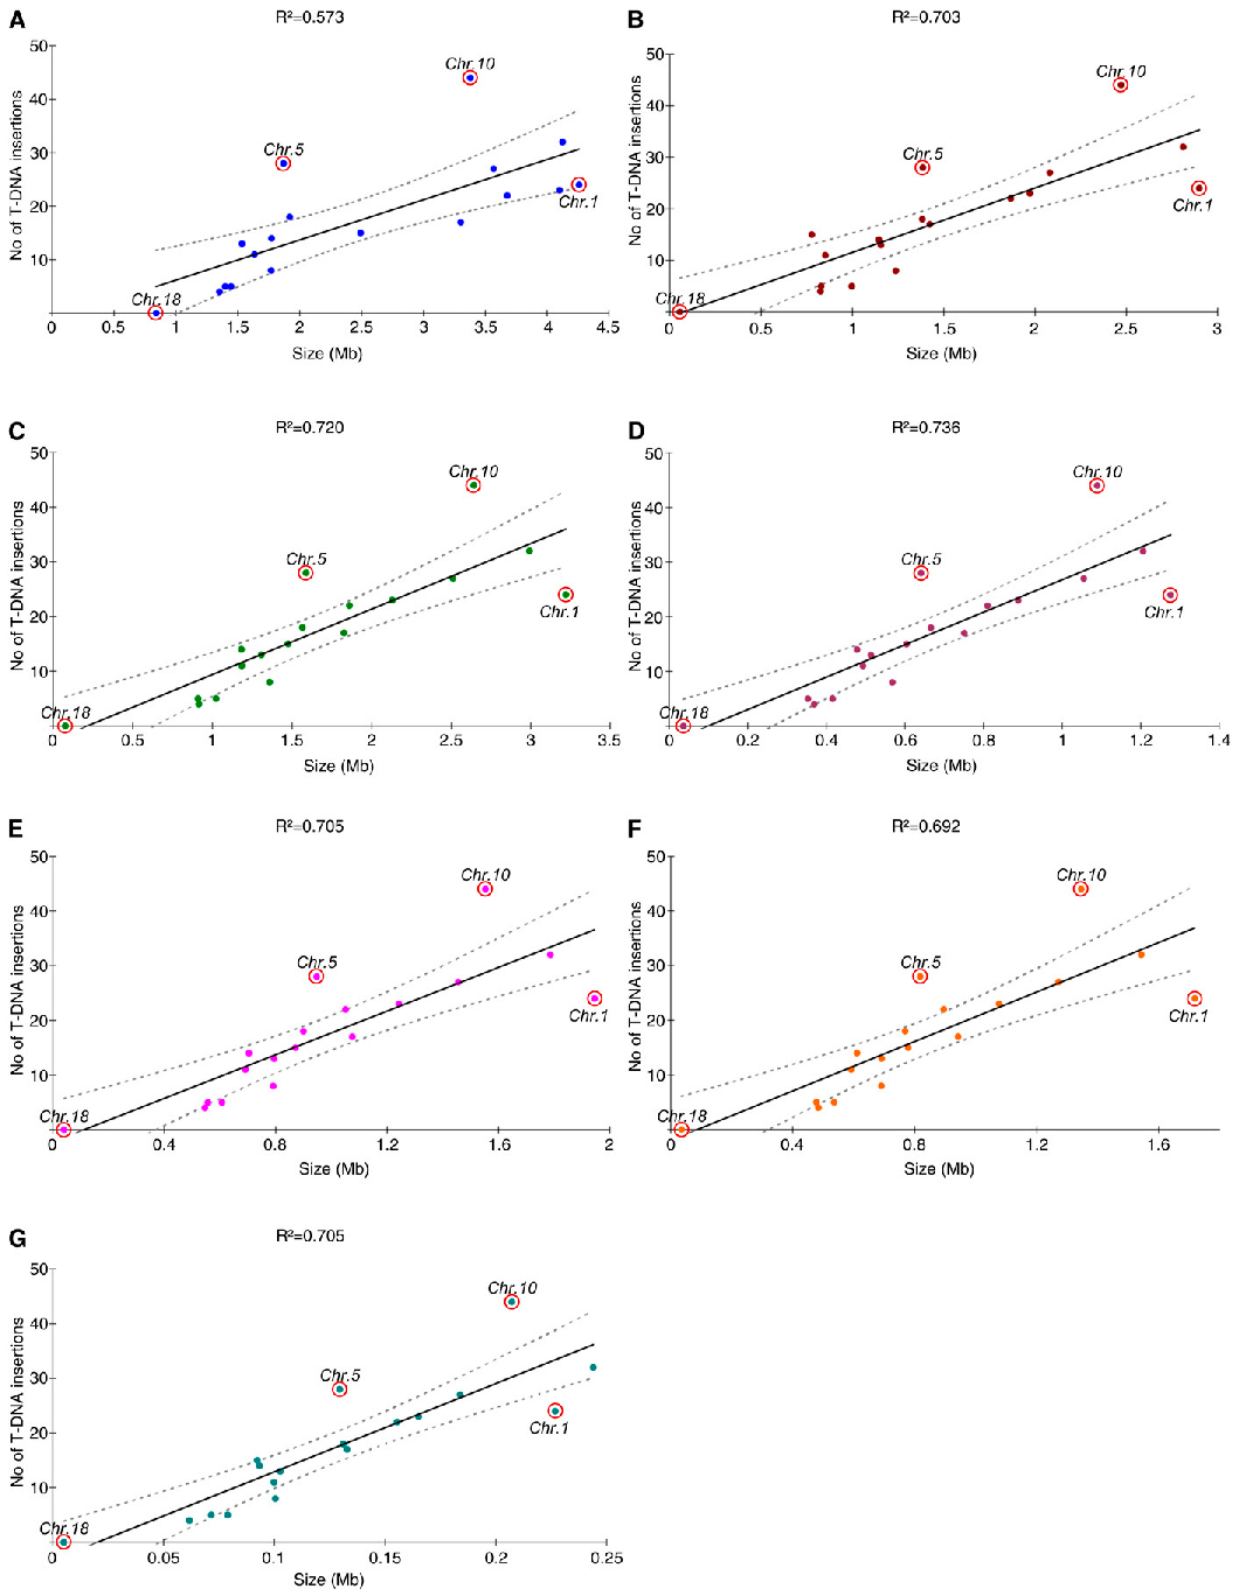 A
R²=0.573
No of T-DNA insertions
50
40
30
20
10
Chr.10
Chr.5
Chr.1
Chr.18
0 0.5 1 1.5 2 2.5 3 3.5 4 4.5
Size (Mb)
B
R²=0.703
No of T-DNA insertions
50
40
30
20
10
Chr.10
Chr.5
Chr.1
Chr.18
0 0.5 1 1.5 2 2.5 3
Size (Mb)
C
R²=0.720
No of T-DNA insertions
50
40
30
20
10
Chr.10
Chr.5
Chr.1
Chr.18
0 0.5 1 1.5 2 2.5 3 3.5
Size (Mb)
D
R²=0.736
No of T-DNA insertions
50
40
30
20
10
Chr.10
Chr.5
Chr.1
Chr.18
0 0.2 0.4 0.6 0.8 1 1.2 1.4
Size (Mb)
E
R²=0.705
No of T-DNA insertions
50
40
30
20
10
Chr.10
Chr.5
Chr.1
Chr.18
0 0.4 0.8 1.2 1.6 2
Size (Mb)
F
R²=0.692
No of T-DNA insertions
50
40
30
20
10
Chr.10
Chr.5
Chr.1
Chr.18
0 0.4 0.8 1.2 1.6
Size (Mb)
G
R²=0.705
No of T-DNA insertions
50
40
30
20
10
Chr.10
Chr.5
Chr.1
Chr.18
0 0.05 0.1 0.15 0.2 0.25
Size (Mb)